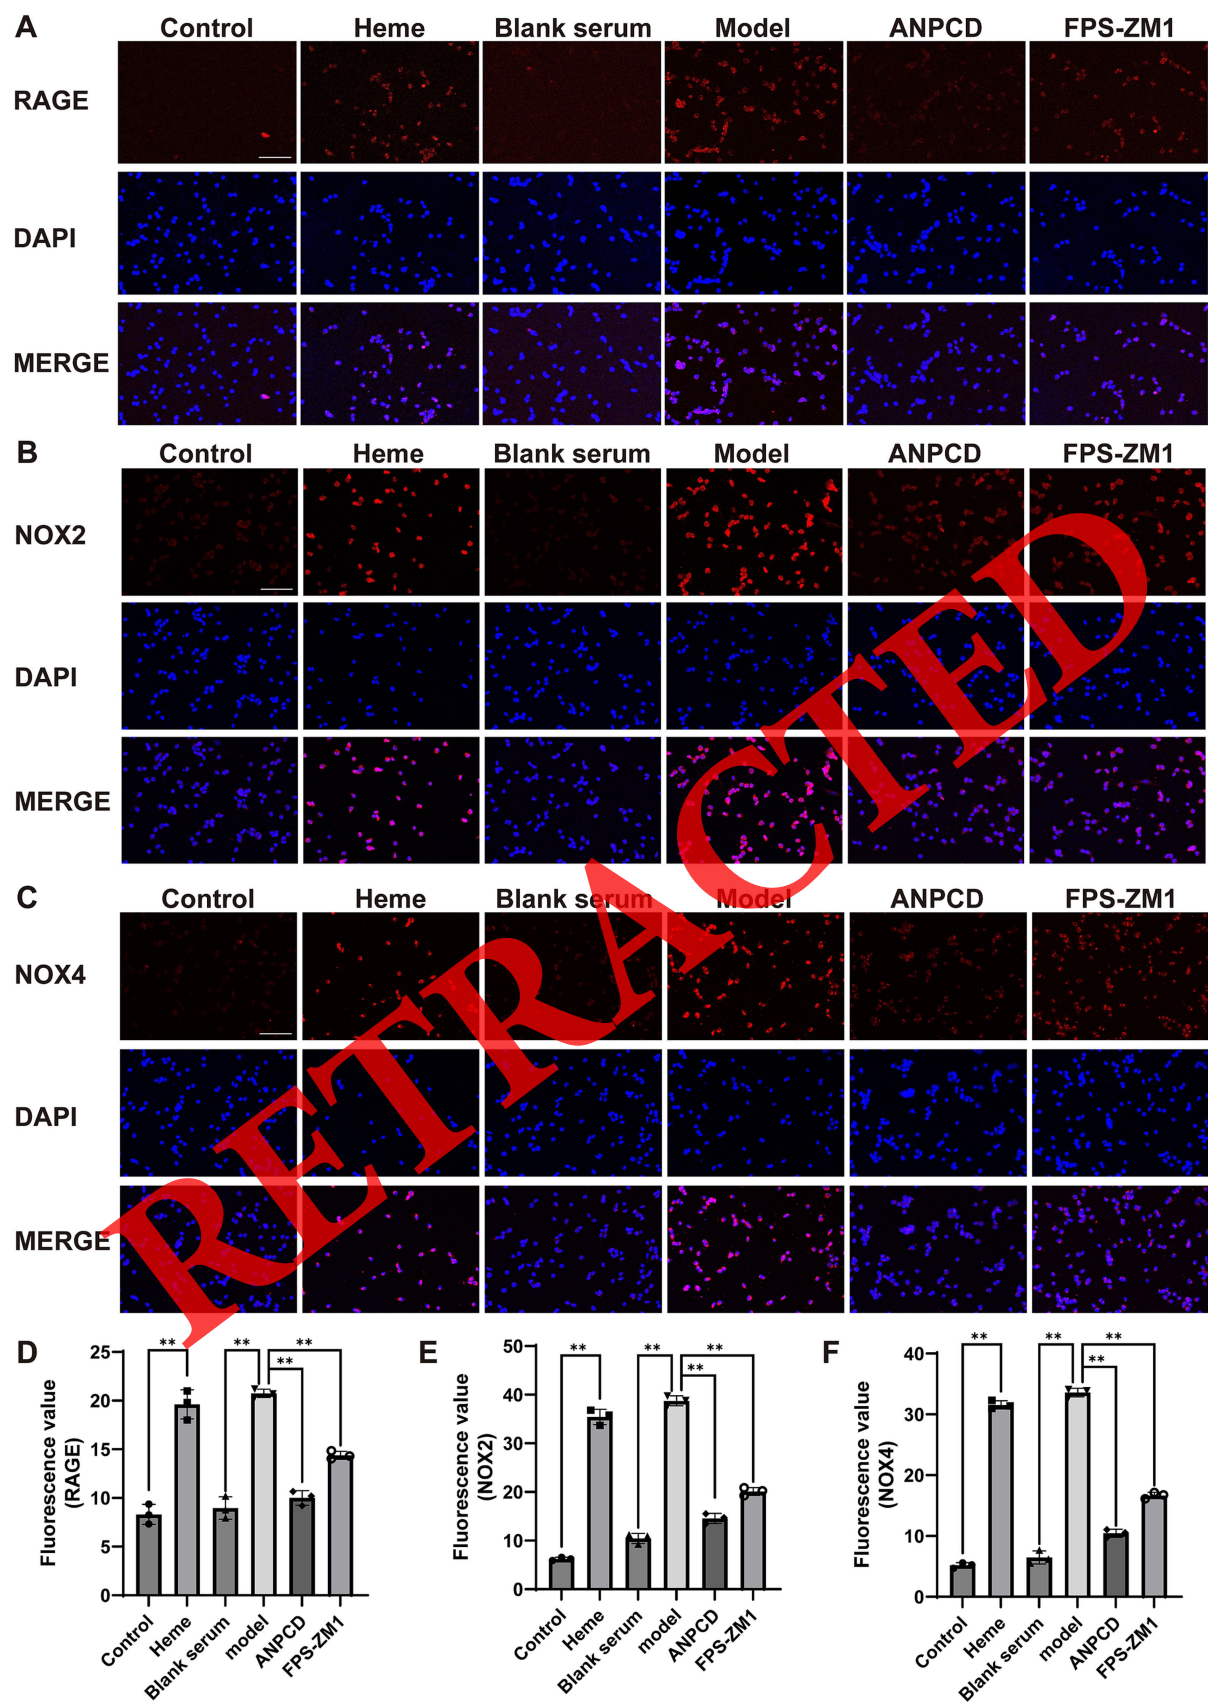 A
Control Heme Blank serum Model ANPCD FPS-ZM1
RAGE
DAPI
MERGE
B
Control Heme Blank serum Model ANPCD FPS-ZM1
NOX2
DAPI
MERGE
C
Control Heme Blank serum Model ANPCD FPS-ZM1
NOX4
DAPI
MERGE
RETRACTED
D
Fluorescence value
(RAGE)
25
20
15
10
5
0
** ** ** **
Control Heme Blank serum model ANPCD FPS-ZM1
E
Fluorescence value
(NOX2)
50
40
30
20
10
0
** ** ** **
Control Heme Blank serum model ANPCD FPS-ZM1
F
Fluorescence value
(NOX4)
40
30
20
10
0
** ** ** **
Control Heme Blank serum model ANPCD FPS-ZM1